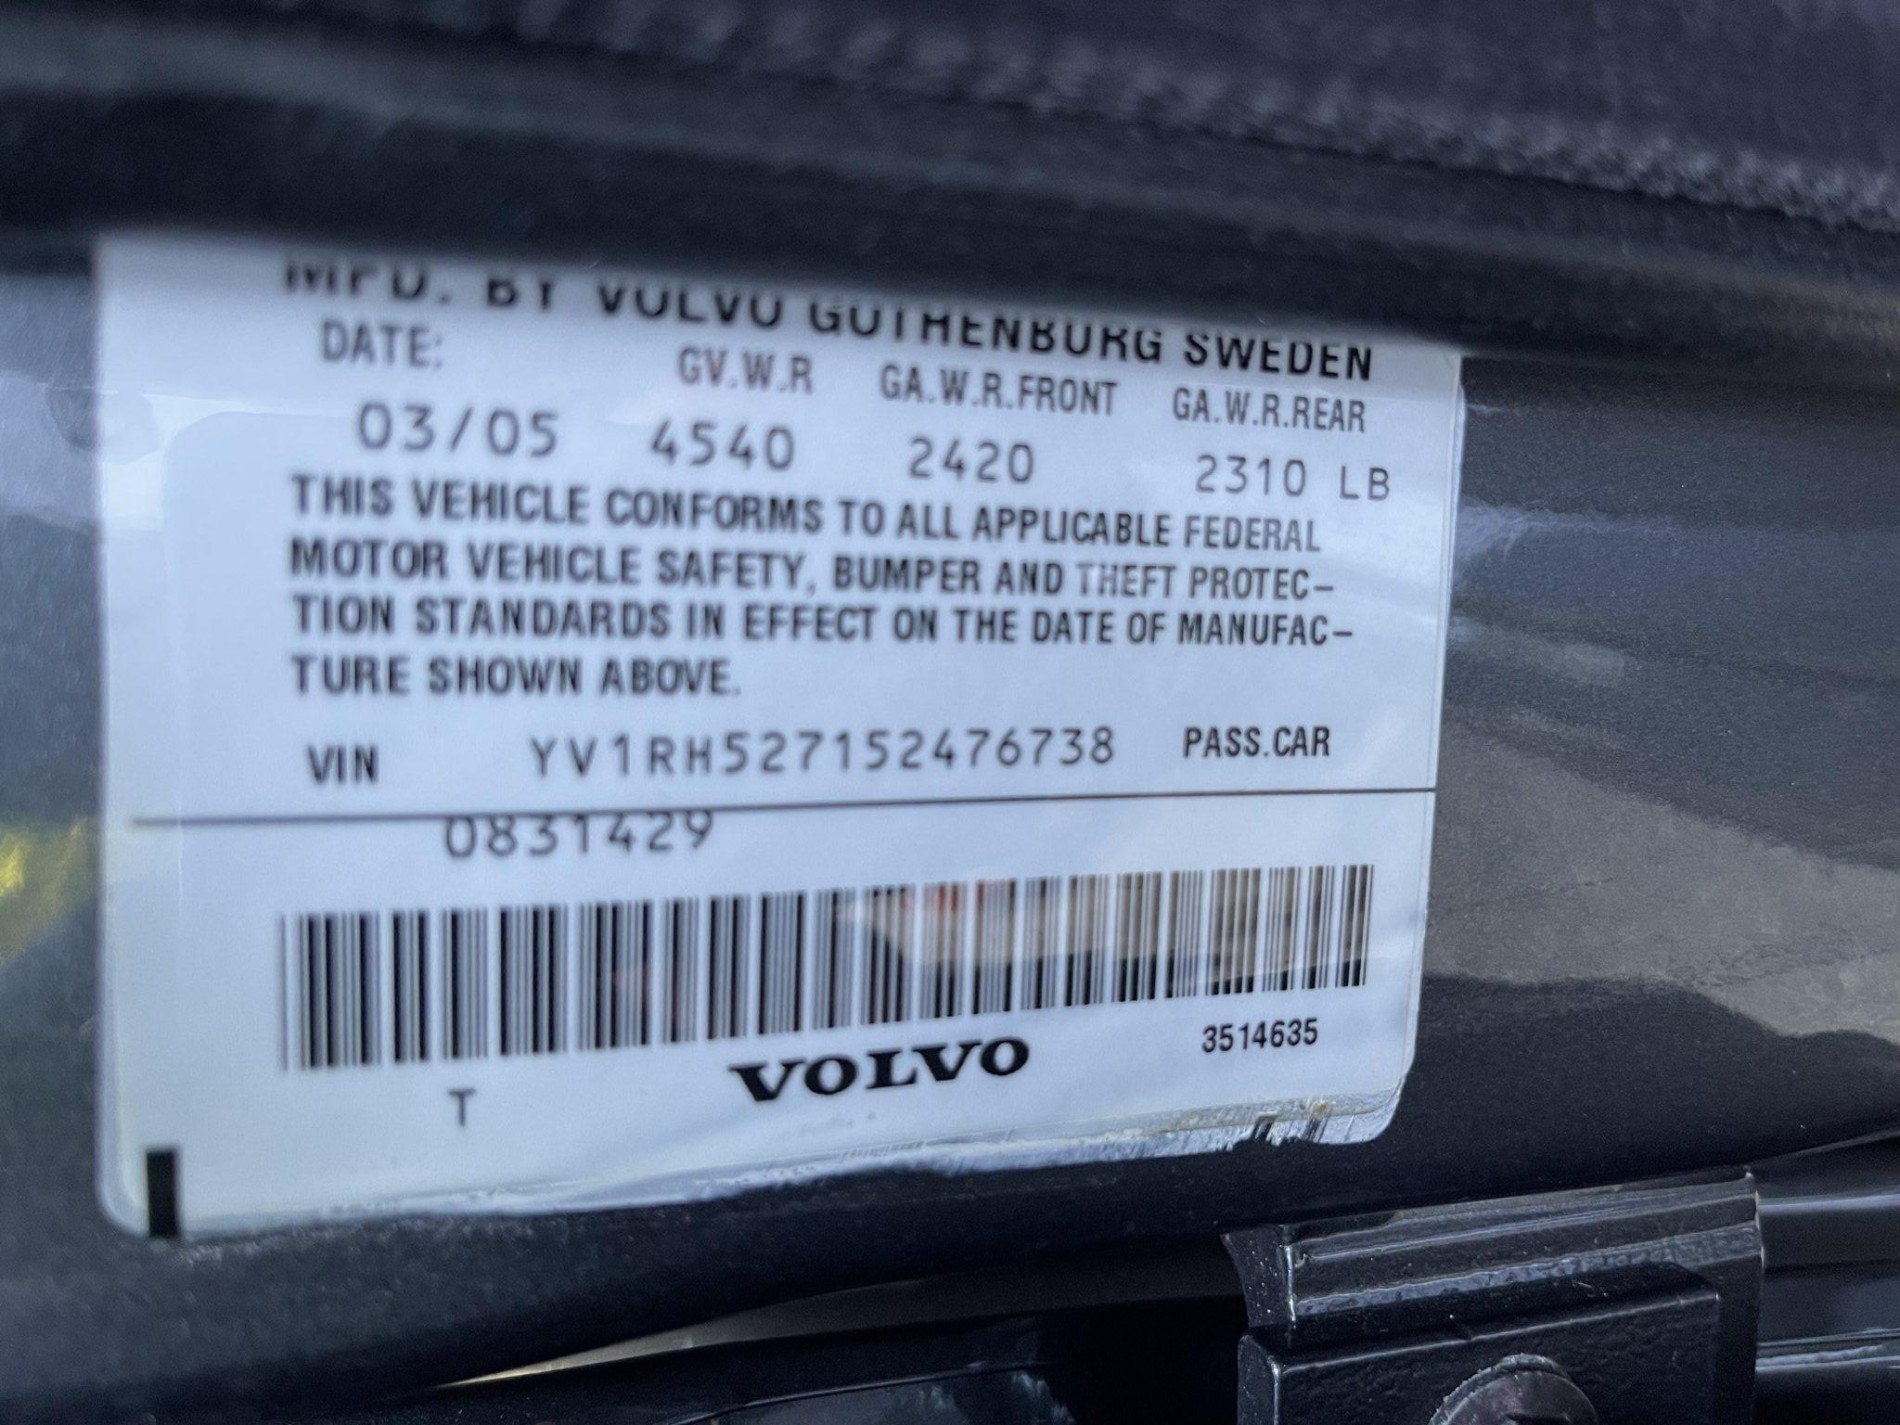 MFD. BY VOLVO GOTHENBURG SWEDEN
DATE: GV.W.R GA.W.R.FRONT GA.W.R.REAR
03/05 4540 2420 2310 LB
THIS VEHICLE CONFORMS TO ALL APPLICABLE FEDERAL
MOTOR VEHICLE SAFETY, BUMPER AND THEFT PROTEC-
TION STANDARDS IN EFFECT ON THE DATE OF MANUFAC-
TURE SHOWN ABOVE.
VIN YV1RH527152476738 PASS.CAR
0831429
VOLVO 3514635
T